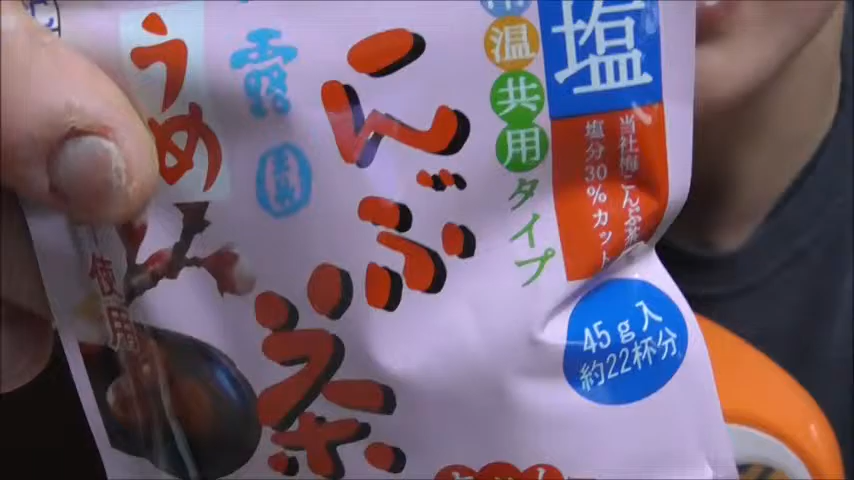 塩
当社梅こんぶ茶
塩分30%カット
温共用タイプ
こんぶ茶
露
うめ
使用
45g入
約22杯分